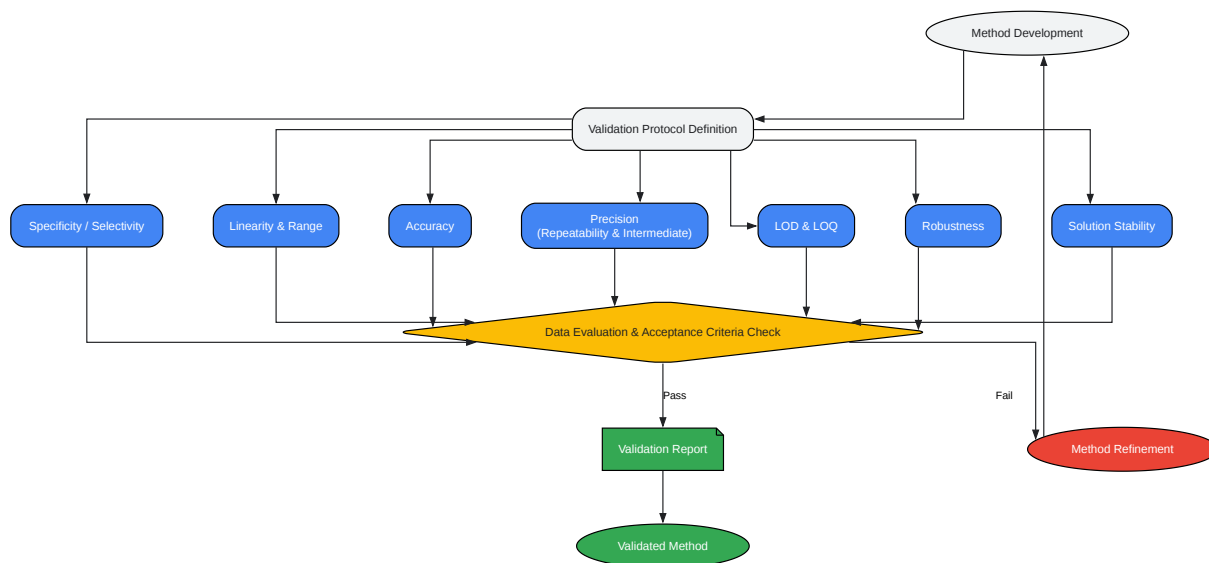 Method Development
Validation Protocol Definition
Specificity / Selectivity
Linearity & Range
Accuracy
Precision
(Repeatability & Intermediate)
LOD & LOQ
Robustness
Solution Stability
Data Evaluation & Acceptance Criteria Check
Pass
Fail
Validation Report
Method Refinement
Validated Method